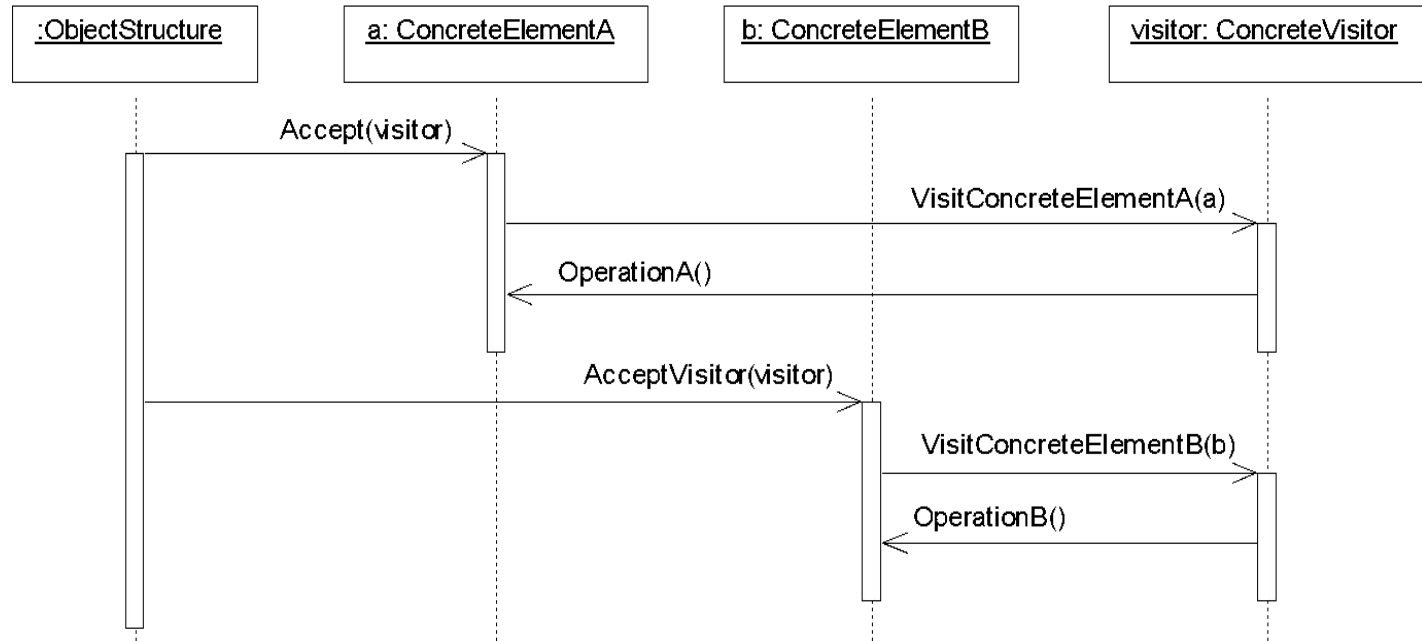 :ObjectStructure
a: ConcreteElementA
b: ConcreteElementB
visitor: ConcreteVisitor
Accept(visitor)
VisitConcreteElementA(a)
OperationA()
AcceptVisitor(visitor)
VisitConcreteElementB(b)
OperationB()